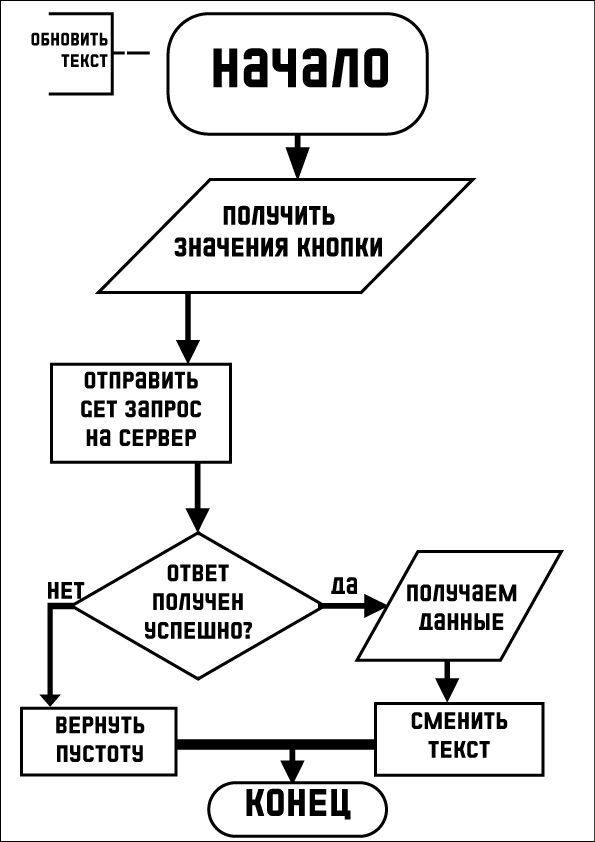 ОБНОВИТЬ
ТЕКСТ
НАЧАЛО
ПОЛУЧИТЬ
ЗНАЧЕНИЯ КНОПКИ
ОТПРАВИТЬ
GET ЗАПРОС
НА СЕРВЕР
ОТВЕТ
ПОЛУЧЕН
УСПЕШНО?
НЕТ
ДА
ПОЛУЧАЕМ
ДАННЫЕ
ВЕРНУТЬ
ПУСТОТУ
СМЕНИТЬ
ТЕКСТ
КОНЕЦ